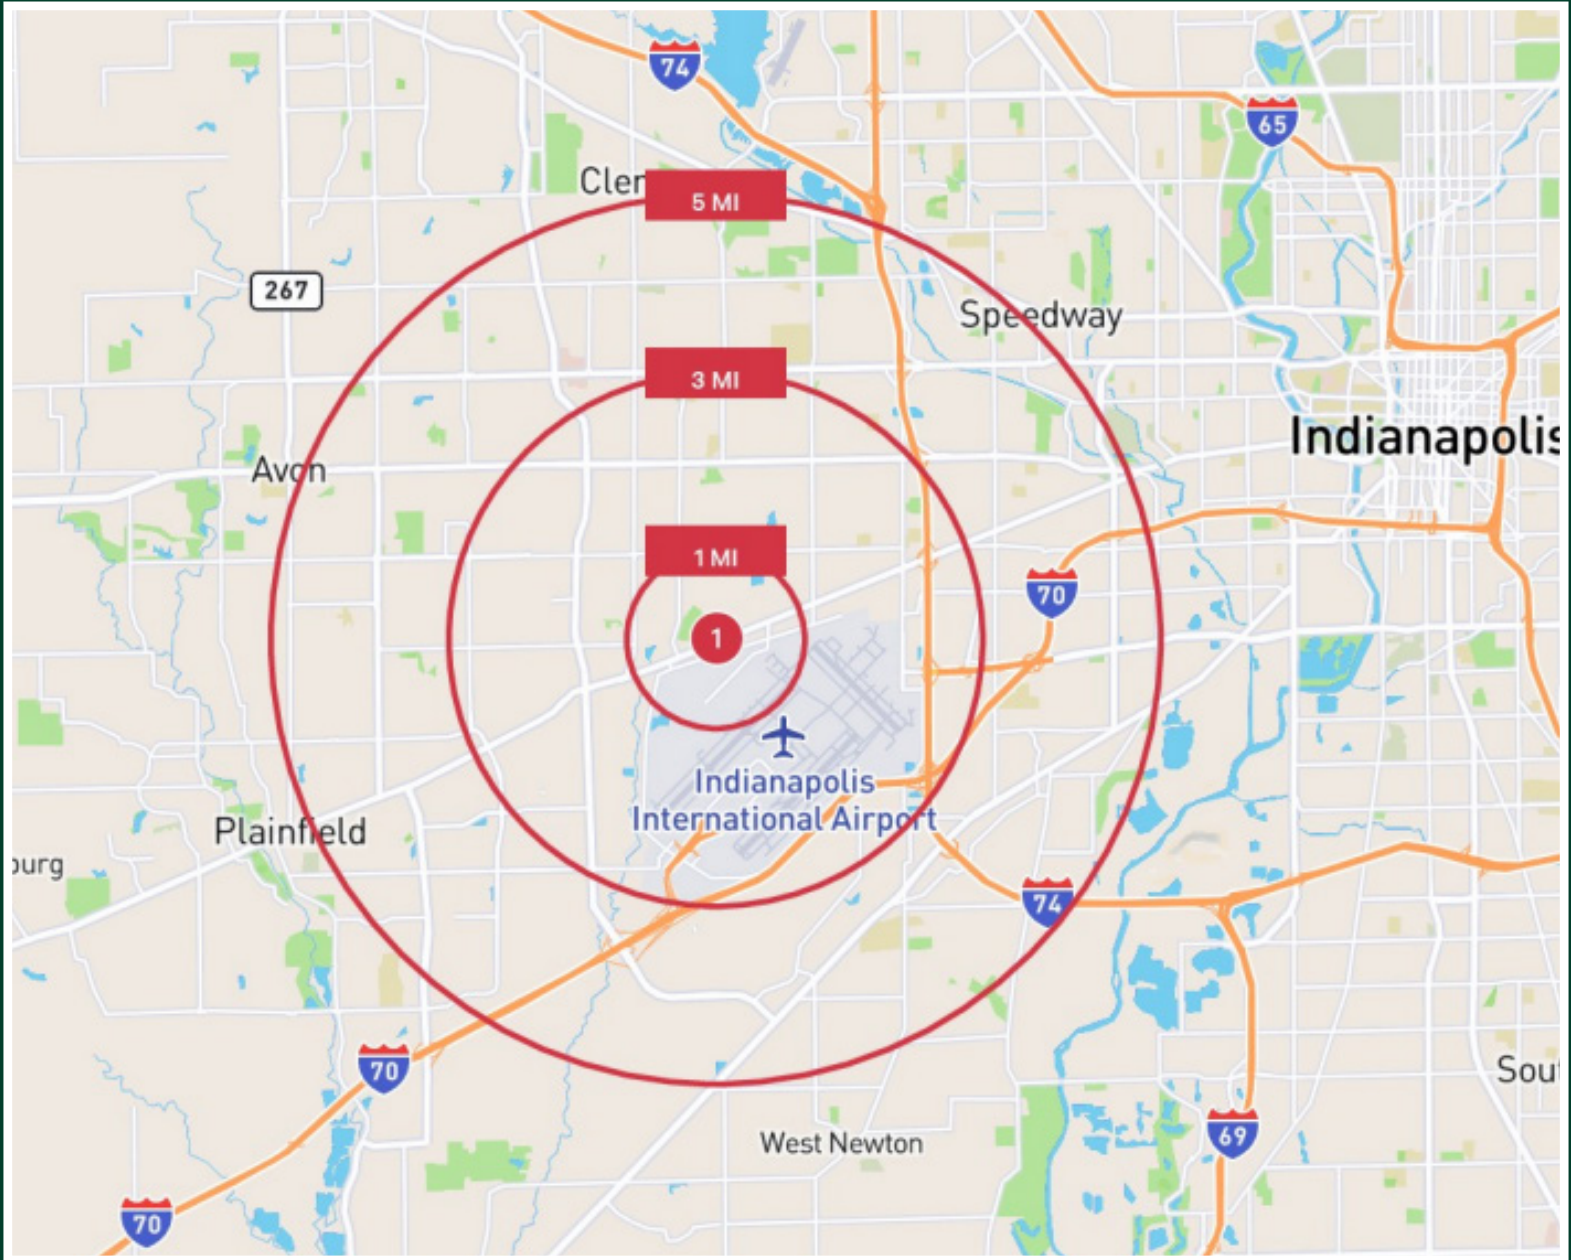 74
65
Cler
5 MI
267
Speedway
3 MI
Indianapolis
Avon
1 MI
70
1
Indianapolis
International Airport
Plainfield
burg
74
70
Sou
69
West Newton
70